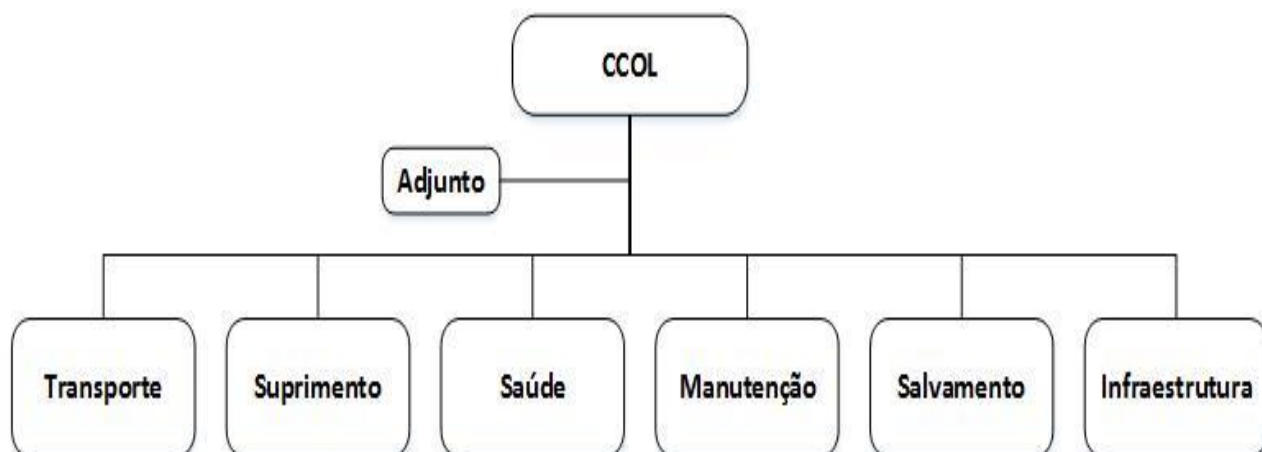 CCOL
Adjunto
Transporte
Suprimento
Saúde
Manutenção
Salvamento
Infraestrutura